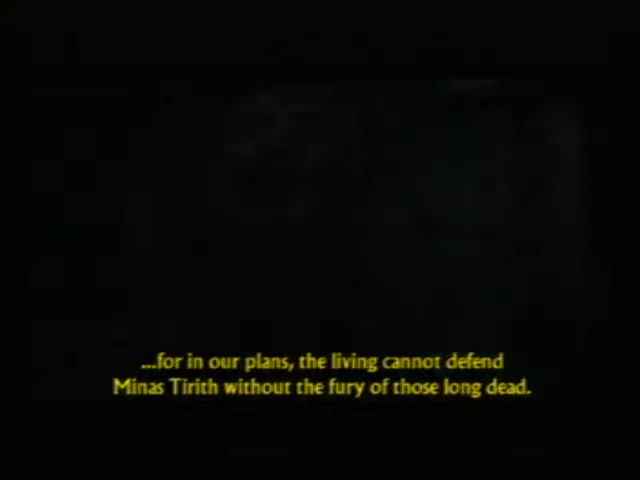 ...for in our plans, the living cannot defend
Minas Tirith without the fury of those long dead.